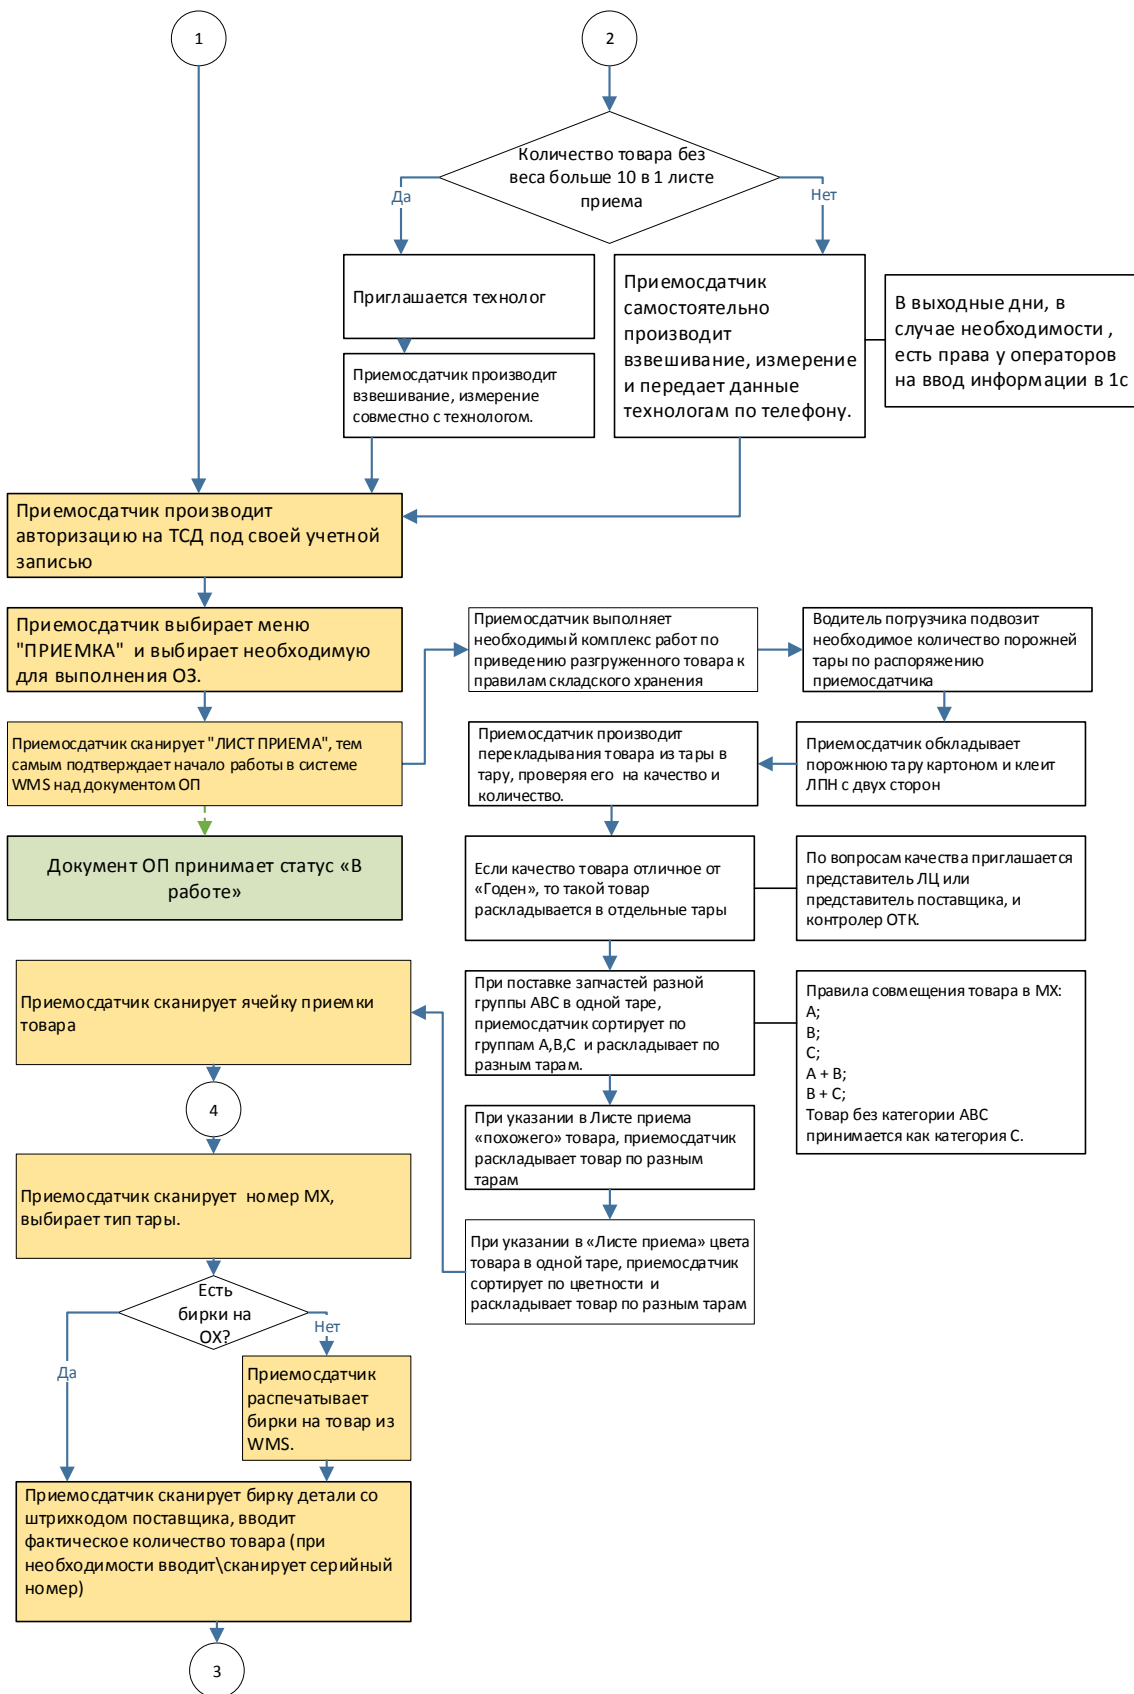 1
2
Количество товара без
веса больше 10 в 1 листе
приема
Да
Нет
Приглашается технолог
Приемосдатчик производит
взвешивание, измерение
совместно с технологом.
Приемосдатчик
самостоятельно
производит
взвешивание, измерение
и передает данные
технологам по телефону.
В выходные дни, в
случае необходимости ,
есть права у операторов
на ввод информации в 1с
Приемосдатчик производит
авторизацию на ТСД под своей учетной
записью
Приемосдатчик выбирает меню
"ПРИЕМКА" и выбирает необходимую
для выполнения ОЗ.
Приемосдатчик сканирует "ЛИСТ ПРИЕМА", тем
самым подтверждает начало работы в системе
WMS над документом ОП
Документ ОП принимает статус «В
работе»
Приемосдатчик выполняет
необходимый комплекс работ по
приведению разгруженного товара к
правилам складского хранения
Водитель погрузчика подвозит
необходимое количество порожней
тары по распоряжению
приемосдатчика
Приемосдатчик обкладывает
порожнюю тару картоном и клеит
ЛПН с двух сторон
Приемосдатчик производит
перекладывания товара из тары в
тару, проверяя его на качество и
количество.
Если качество товара отличное от
«Годен», то такой товар
раскладывается в отдельные тары
По вопросам качества приглашается
представитель ЛЦ или
представитель поставщика, и
контролер ОТК.
При поставке запчастей разной
группы АВС в одной таре,
приемосдатчик сортирует по
группам А,В,С и раскладывает по
разным тарам.
Правила совмещения товара в МХ:
А;
В;
С;
А + В;
В + С;
Товар без категории АВС
принимается как категория С.
При указании в Листе приема
«похожего» товара, приемосдатчик
раскладывает товар по разным
тарам
При указании в «Листе приема» цвета
товара в одной таре, приемосдатчик
сортирует по цветности и
раскладывает товар по разным тарам
Приемосдатчик сканирует ячейку приемки
товара
4
Приемосдатчик сканирует номер МХ,
выбирает тип тары.
Есть
бирки на
ОХ?
Да
Нет
Приемосдатчик
распечатывает
бирки на товар из
WMS.
Приемосдатчик сканирует бирку детали со
штрихкодом поставщика, вводит
фактическое количество товара (при
необходимости вводит\сканирует серийный
номер)
3